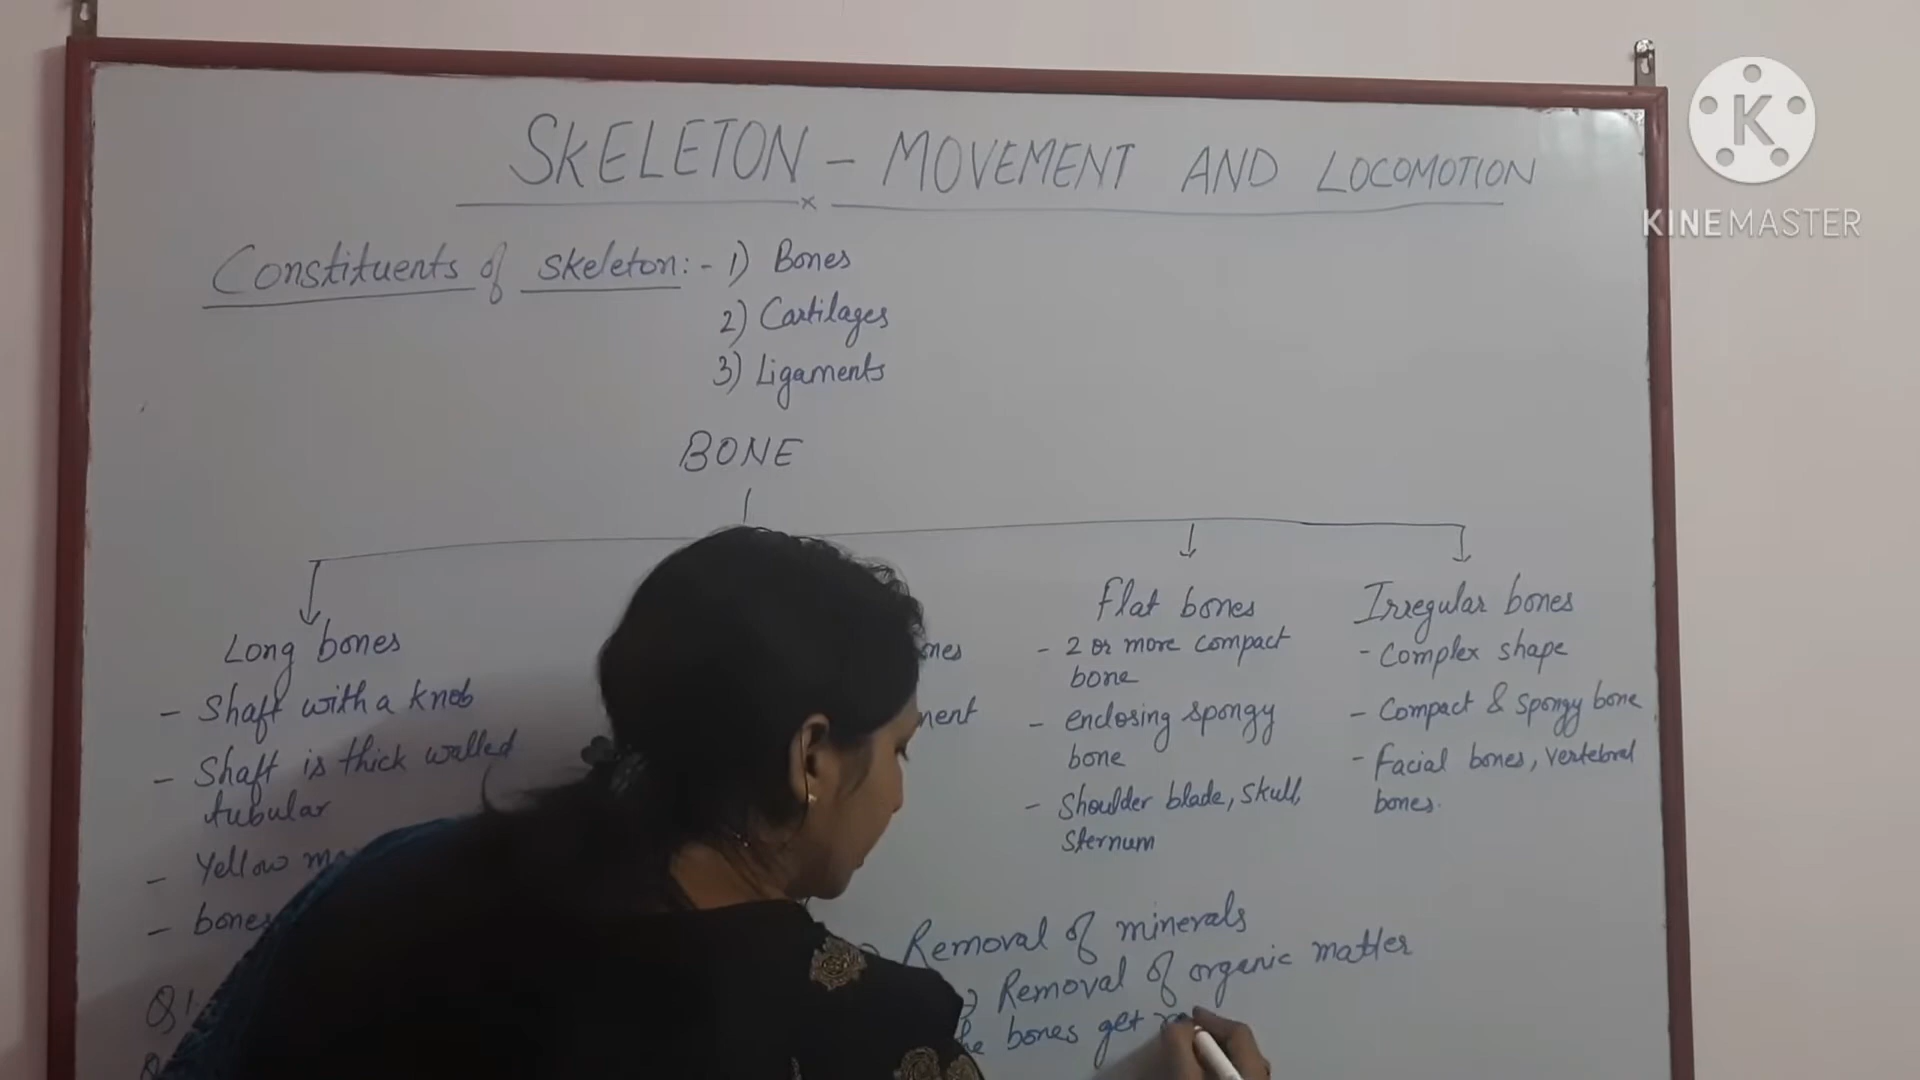 SKELETON - MOVEMENT AND LOCOMOTION
K
KINEMASTER
Constituents of skeleton:- 1) Bones
2) Cartilages
3) Ligaments
BONE
Long bones
- Shaft with a knob
- Shaft is thick walled
tubular
- Yellow
- bones
Flat bones
- 2 or more compact
bone
- enclosing spongy
bone
- Shoulder blade, skull,
Sternum
Irregular bones
- Complex shape
- Compact & Spongy bone
- Facial bones, vertebral
bones.
Removal of minerals
Removal of organic matter
bones get
Q1.